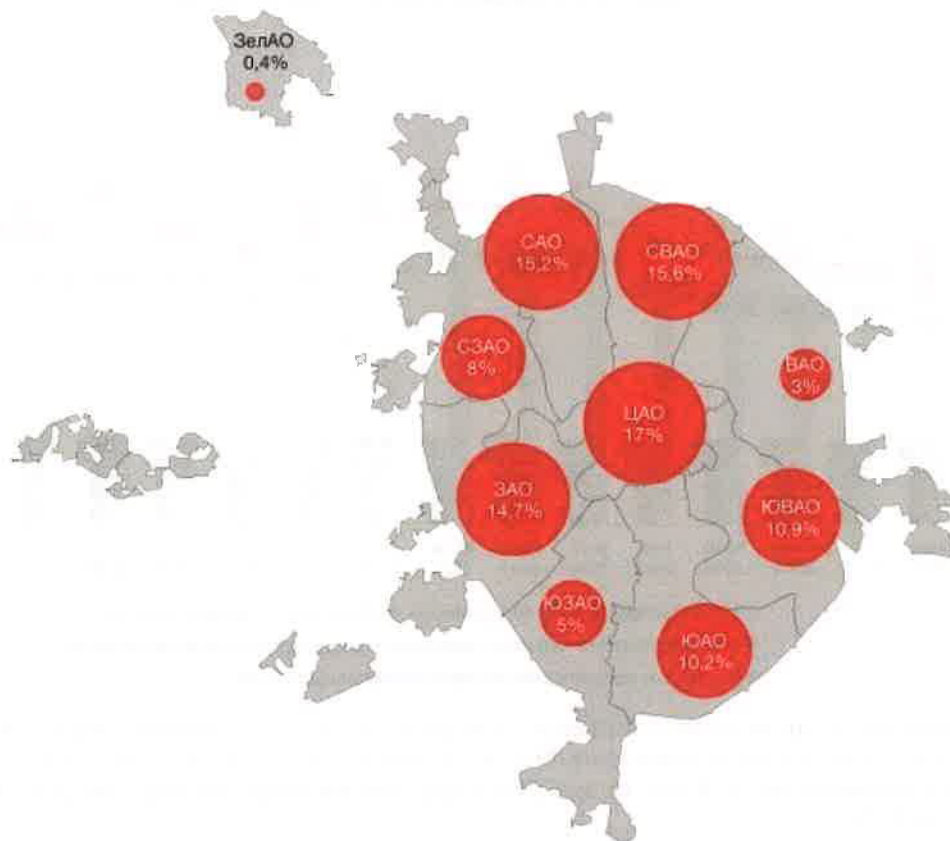 ЗелАО
0,4%
САО
15,2%
СВАО
15,6%
СЗАО
8%
ВАО
3%
ЦАО
17%
ЗАО
14,7%
ЮВАО
10,9%
ЮЗАО
5%
ЮАО
10,2%